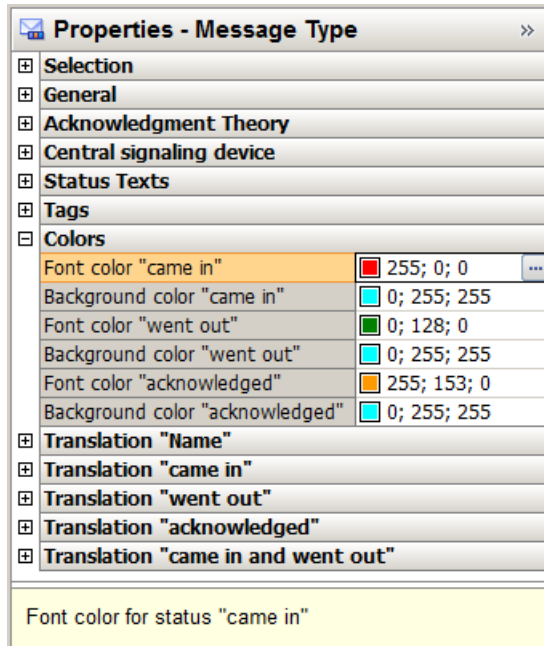 Properties - Message Type »
Selection
General
Acknowledgment Theory
Central signaling device
Status Texts
Tags
Colors
Font color "came in" 255; 0; 0 ...
Background color "came in" 0; 255; 255
Font color "went out" 0; 128; 0
Background color "went out" 0; 255; 255
Font color "acknowledged" 255; 153; 0
Background color "acknowledged" 0; 255; 255
Translation "Name"
Translation "came in"
Translation "went out"
Translation "acknowledged"
Translation "came in and went out"
Font color for status "came in"